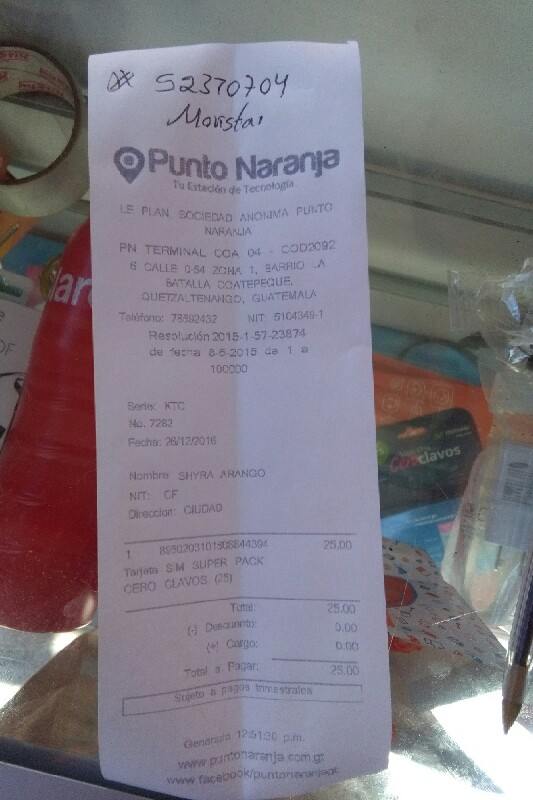 52370704
Movistar
Punto Naranja
Tu Estación de Tecnología
LE PLAN, SOCIEDAD ANONIMA PUNTO
NARANJA
PN TERMINAL COA 04 - COD2092
6 CALLE 0-54 ZONA 1, BARRIO LA
BATALLA COATEPEQUE,
QUETZALTENANGO, GUATEMALA
Teléfono: 78592432 NIT: 5104349-1
Resolución 2015-1-57-23874
de fecha 8-5-2015 de 1 a
100000
Serie: KTC
No. 7282
Fecha: 26/12/2016
Nombre: SHYRA ARANGO
NIT: CF
Direccion: CIUDAD
1 8950203101508844394 25.00
Tarjeta SIM SUPER PACK
CERO CLAVOS (25)
Total: 25.00
(-) Descuento: 0.00
(+) Cargo: 0.00
Total a Pagar: 25.00
Sujeto a pagos trimestrales
Generada 12:51:30 p.m.
www.puntonaranja.com.gt
www.facebook/puntonaranjagt
clavos